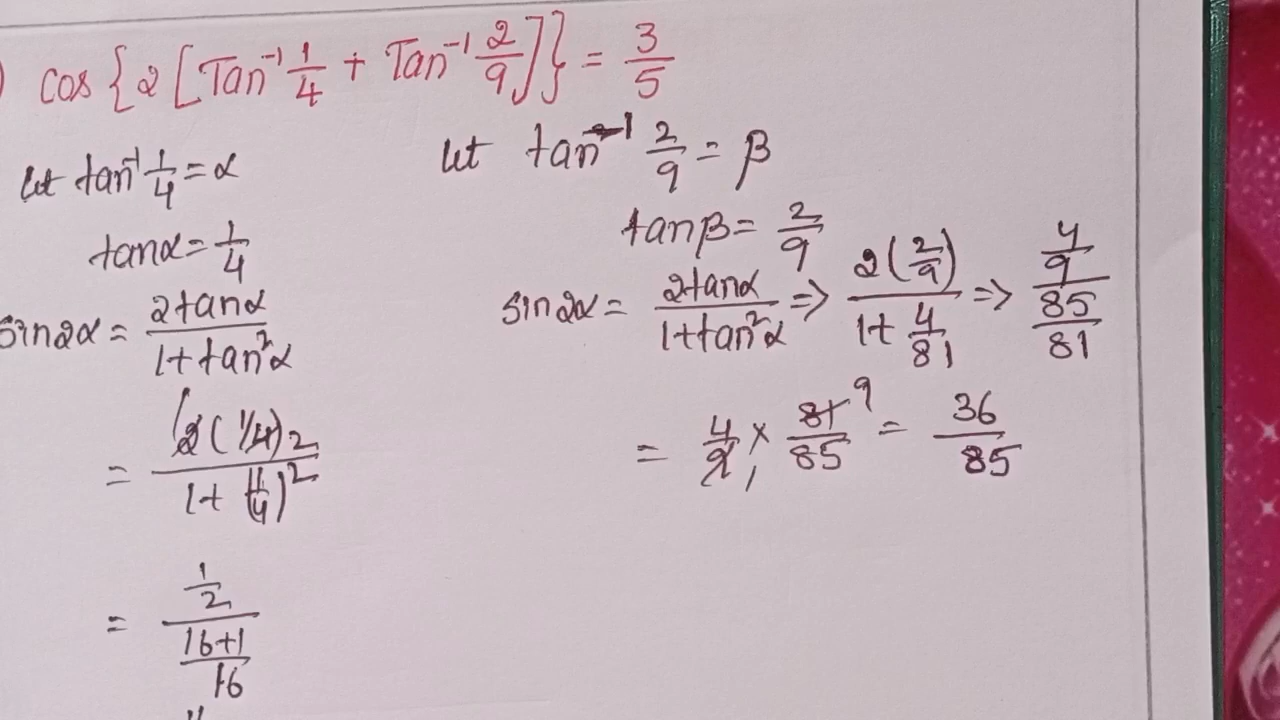 ) cos {2 [Tan⁻¹ 1/4 + Tan⁻¹ 2/9]} = 3/5
let tan⁻¹ 1/4 = α
tanα = 1/4
sin2α = 2tanα / 1+tan²α
= 2(1/4) 2 / 1+(1/4)²
= 1/2 / 16+1/16
let tan⁻¹ 2/9 = β
tanβ = 2/9
sin2α = 2tanα / 1+tan²α => 2(2/9) / 1+4/81 => 4/9 / 85/81
= 4/9 1 × 81/85 9 = 36/85